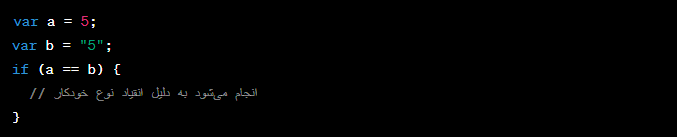 var a = 5;
var b = "5";
if (a == b) {
// انجام می‌شود به دلیل انقیاد نوع خودکار
}